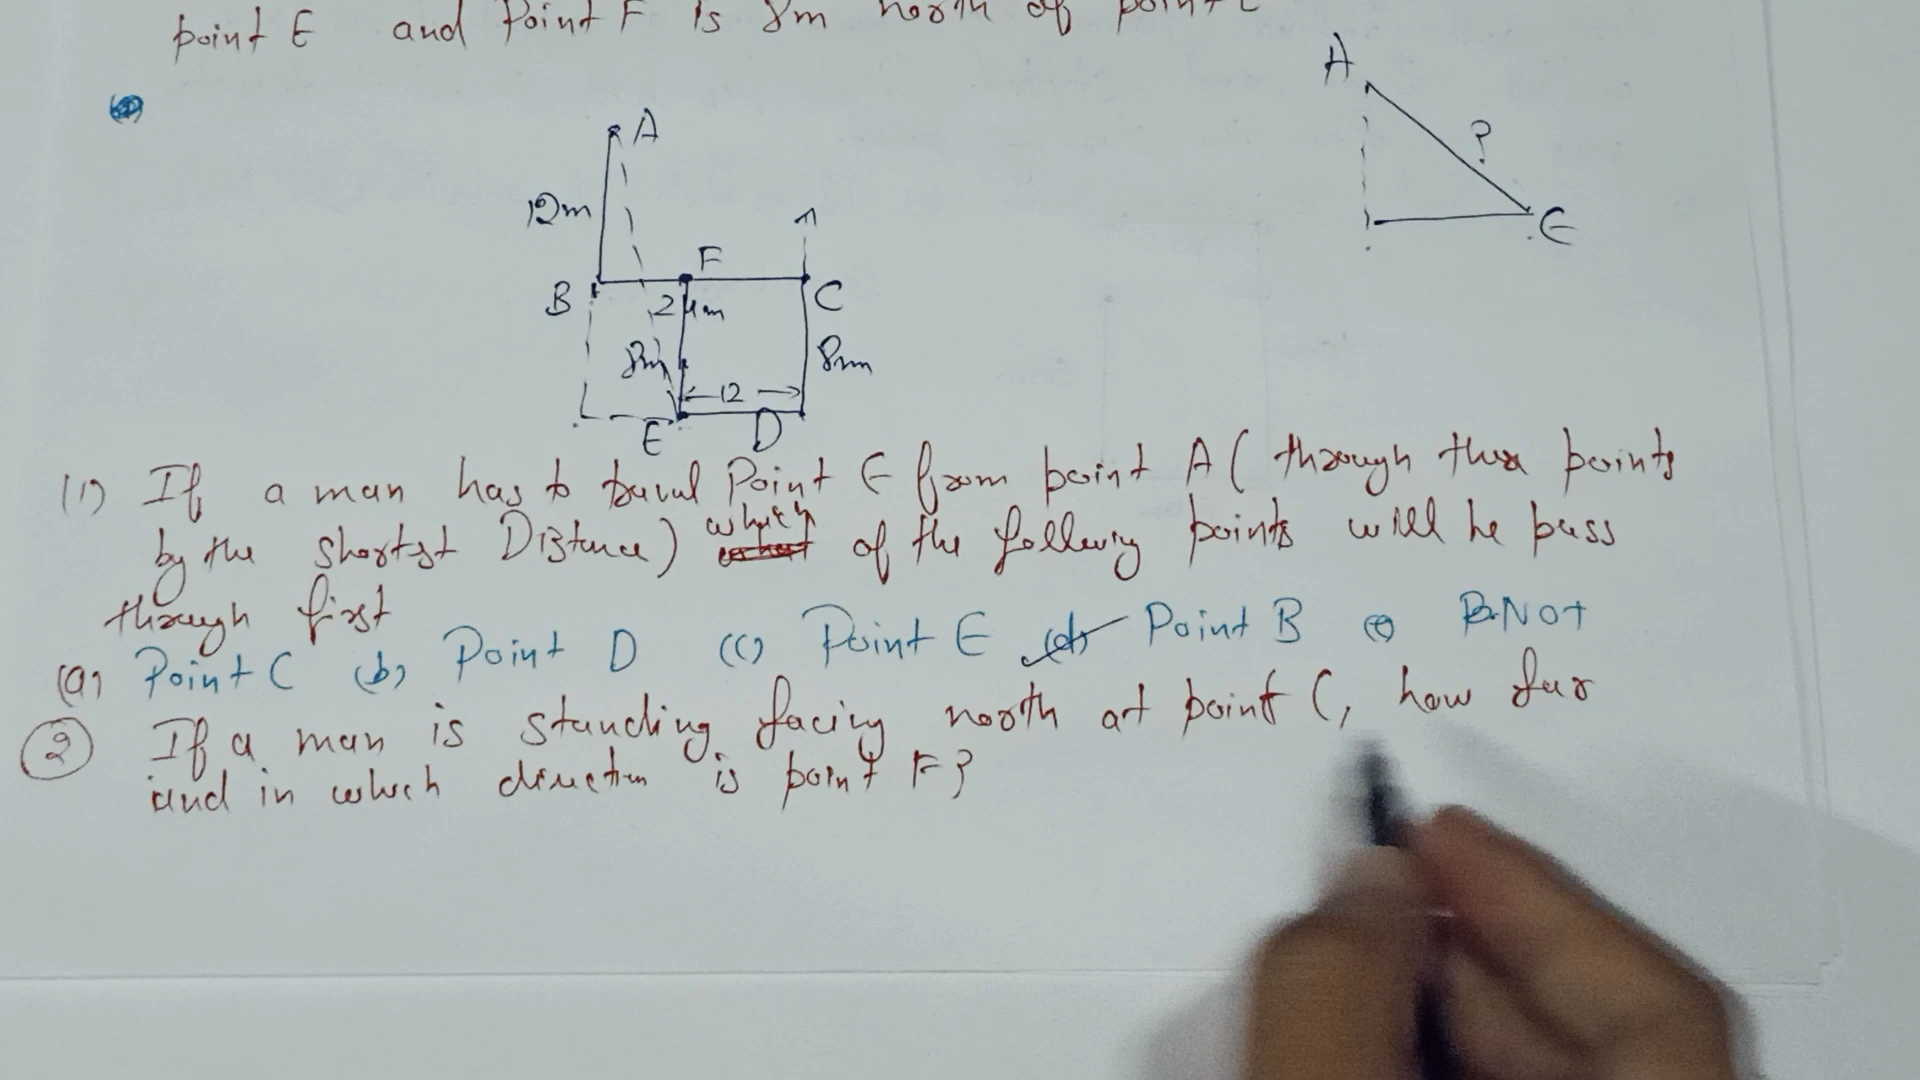 point E and Point F is 8m north of point E
A
?
E
A
12m
F
B
24m
C
8m
8m
12
E
D
(1) If a man has to travel Point E from point A ( through points
by the shortest Distance) which of the following points will he pass
through first
(a) Point C (b) Point D (c) Point E (d) Point B (e) B.NOT
(2) If a man is standing facing north at point C, how far
and in which direction is point F?